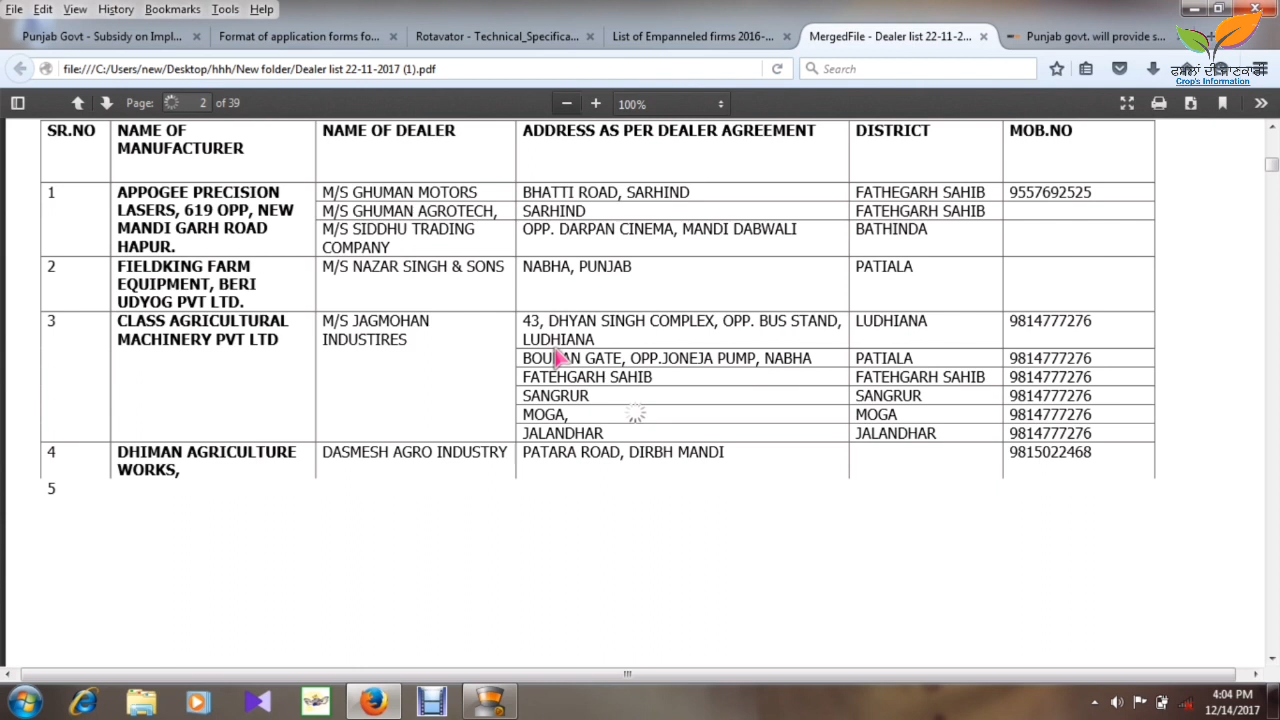 File Edit View History Bookmarks Tools Help
Punjab Govt - Subsidy on Impl... Format of application forms fo... Rotavator - Technical_Specifica... List of Empanneled firms 2016-... MergedFile - Dealer list 22-11-2... Punjab govt. will provide s...
file:///C:/Users/new/Desktop/hhh/New folder/Dealer list 22-11-2017 (1).pdf Search
Crop's Information
Page: 2 of 39 100%
SR.NO NAME OF MANUFACTURER NAME OF DEALER ADDRESS AS PER DEALER AGREEMENT DISTRICT MOB.NO
1 APPOGEE PRECISION M/S GHUMAN MOTORS BHATTI ROAD, SARHIND FATHEGARH SAHIB 9557692525
LASERS, 619 OPP, NEW M/S GHUMAN AGROTECH, SARHIND FATEHGARH SAHIB
MANDI GARH ROAD M/S SIDDHU TRADING OPP. DARPAN CINEMA, MANDI DABWALI BATHINDA
HAPUR. COMPANY
2 FIELDKING FARM M/S NAZAR SINGH & SONS NABHA, PUNJAB PATIALA
EQUIPMENT, BERI
UDYOG PVT LTD.
3 CLASS AGRICULTURAL M/S JAGMOHAN 43, DHYAN SINGH COMPLEX, OPP. BUS STAND, LUDHIANA 9814777276
MACHINERY PVT LTD INDUSTIRES LUDHIANA
GATE, OPP.JONEJA PUMP, NABHA PATIALA 9814777276
FATEHGARH SAHIB FATEHGARH SAHIB 9814777276
SANGRUR SANGRUR 9814777276
MOGA, MOGA 9814777276
JALANDHAR JALANDHAR 9814777276
4 DHIMAN AGRICULTURE DASMESH AGRO INDUSTRY PATARA ROAD, DIRBH MANDI 9815022468
WORKS,
5
4:04 PM
12/14/2017